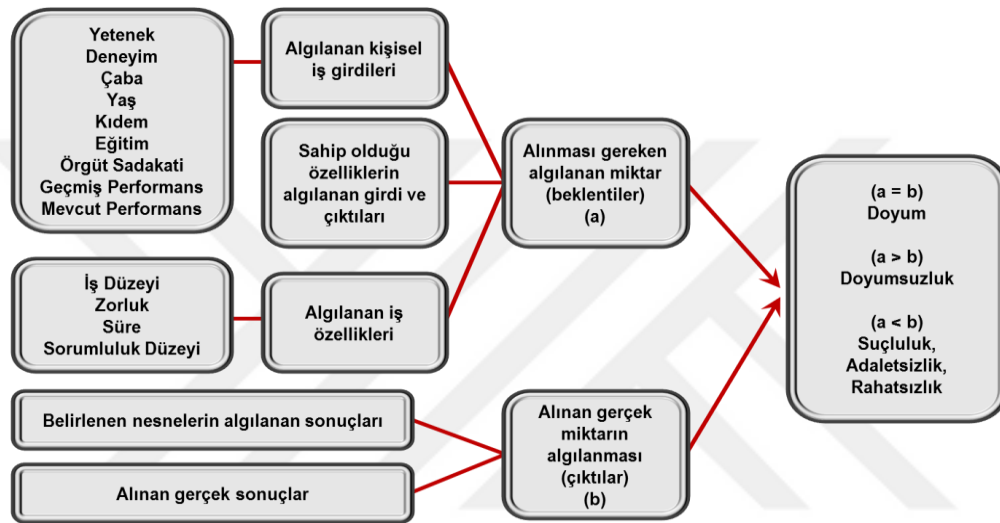 Yetenek
Deneyim
Çaba
Yaş
Kıdem
Eğitim
Örgüt Sadakati
Geçmiş Performans
Mevcut Performans
Algılanan kişisel
iş girdileri
Sahip olduğu
özelliklerin
algılanan girdi ve
çıktıları
İş Düzeyi
Zorluk
Süre
Sorumluluk Düzeyi
Algılanan iş
özellikleri
Belirlenen nesnelerin algılanan sonuçları
Alınan gerçek sonuçlar
Alınması gereken
algılanan miktar
(beklentiler)
(a)
Alınan gerçek
miktarın
algılanması
(çıktılar)
(b)
(a = b)
Doyum
(a > b)
Doyumsuzluk
(a < b)
Suçluluk,
Adaletsizlik,
Rahatsızlık